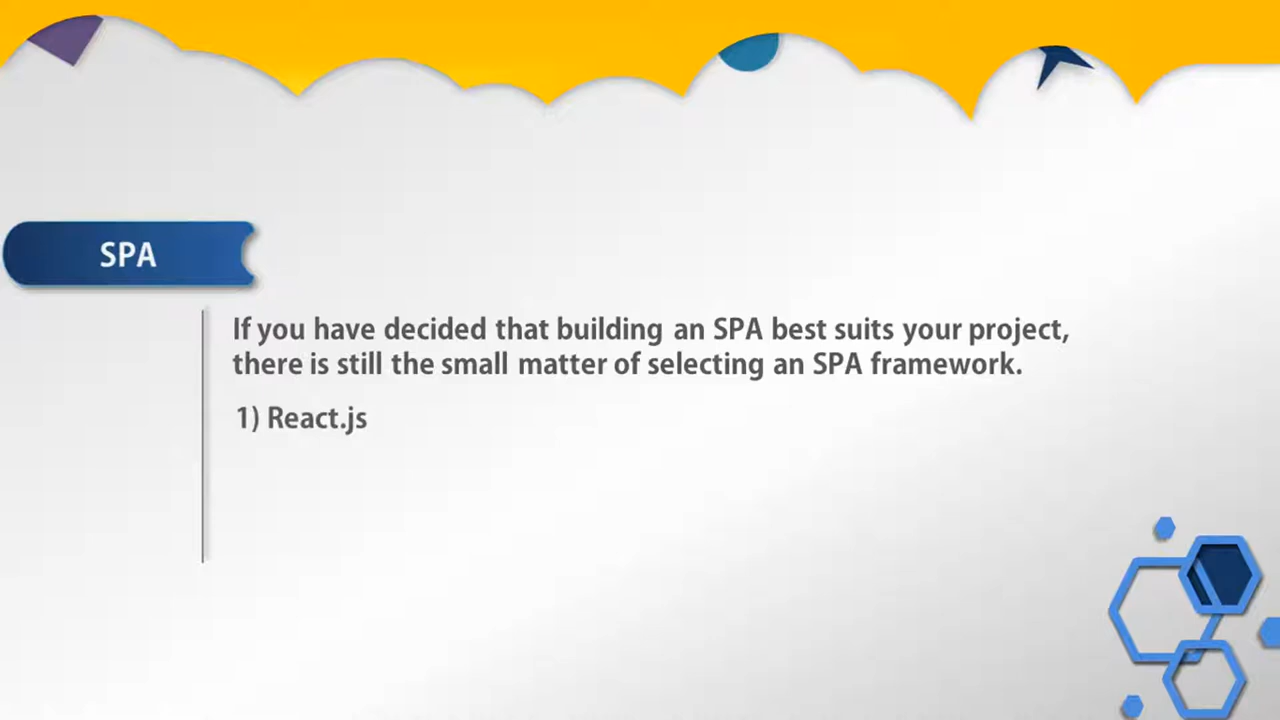 SPA
If you have decided that building an SPA best suits your project,
there is still the small matter of selecting an SPA framework.
1) React.js